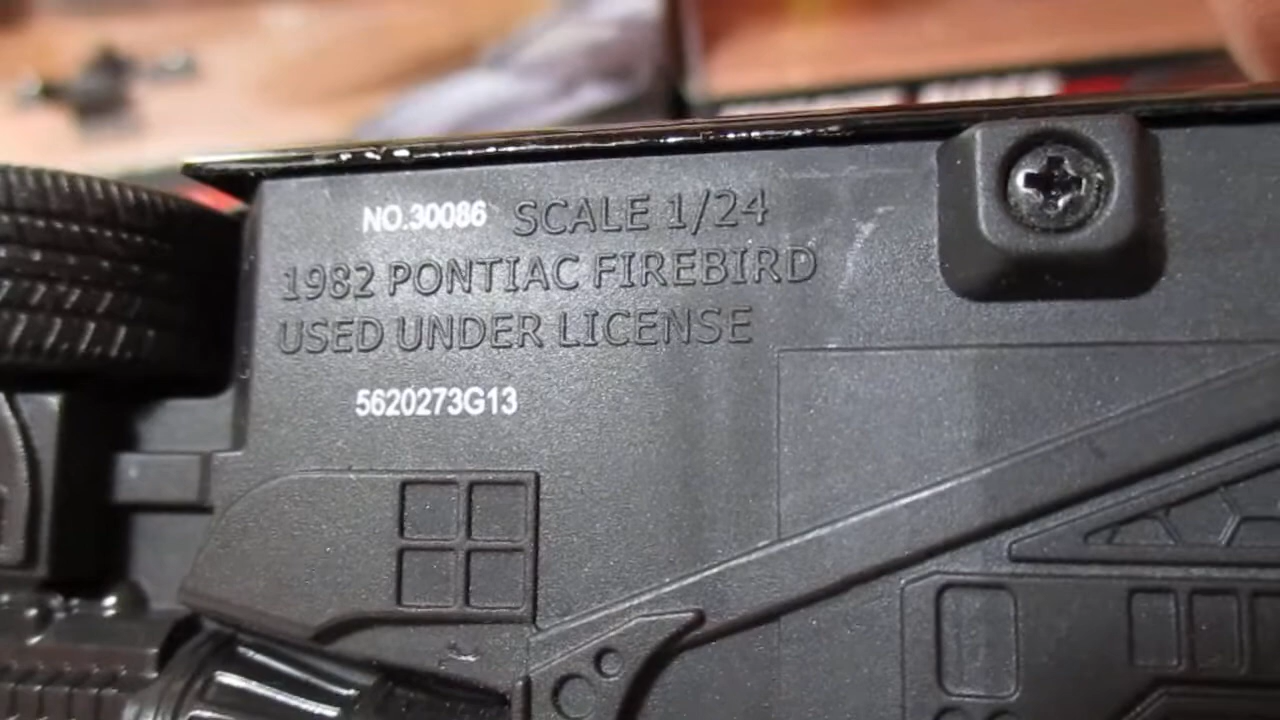 NO.30086 SCALE 1/24
1982 PONTIAC FIREBIRD
USED UNDER LICENSE
5620273G13